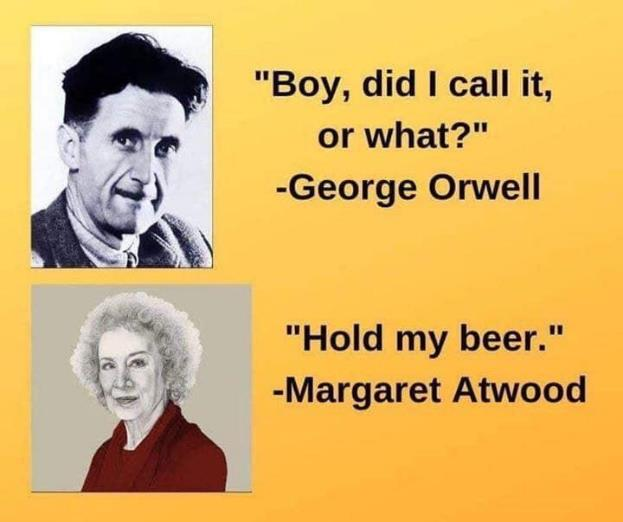 "Boy, did I call it,
or what?"
-George Orwell
"Hold my beer."
-Margaret Atwood